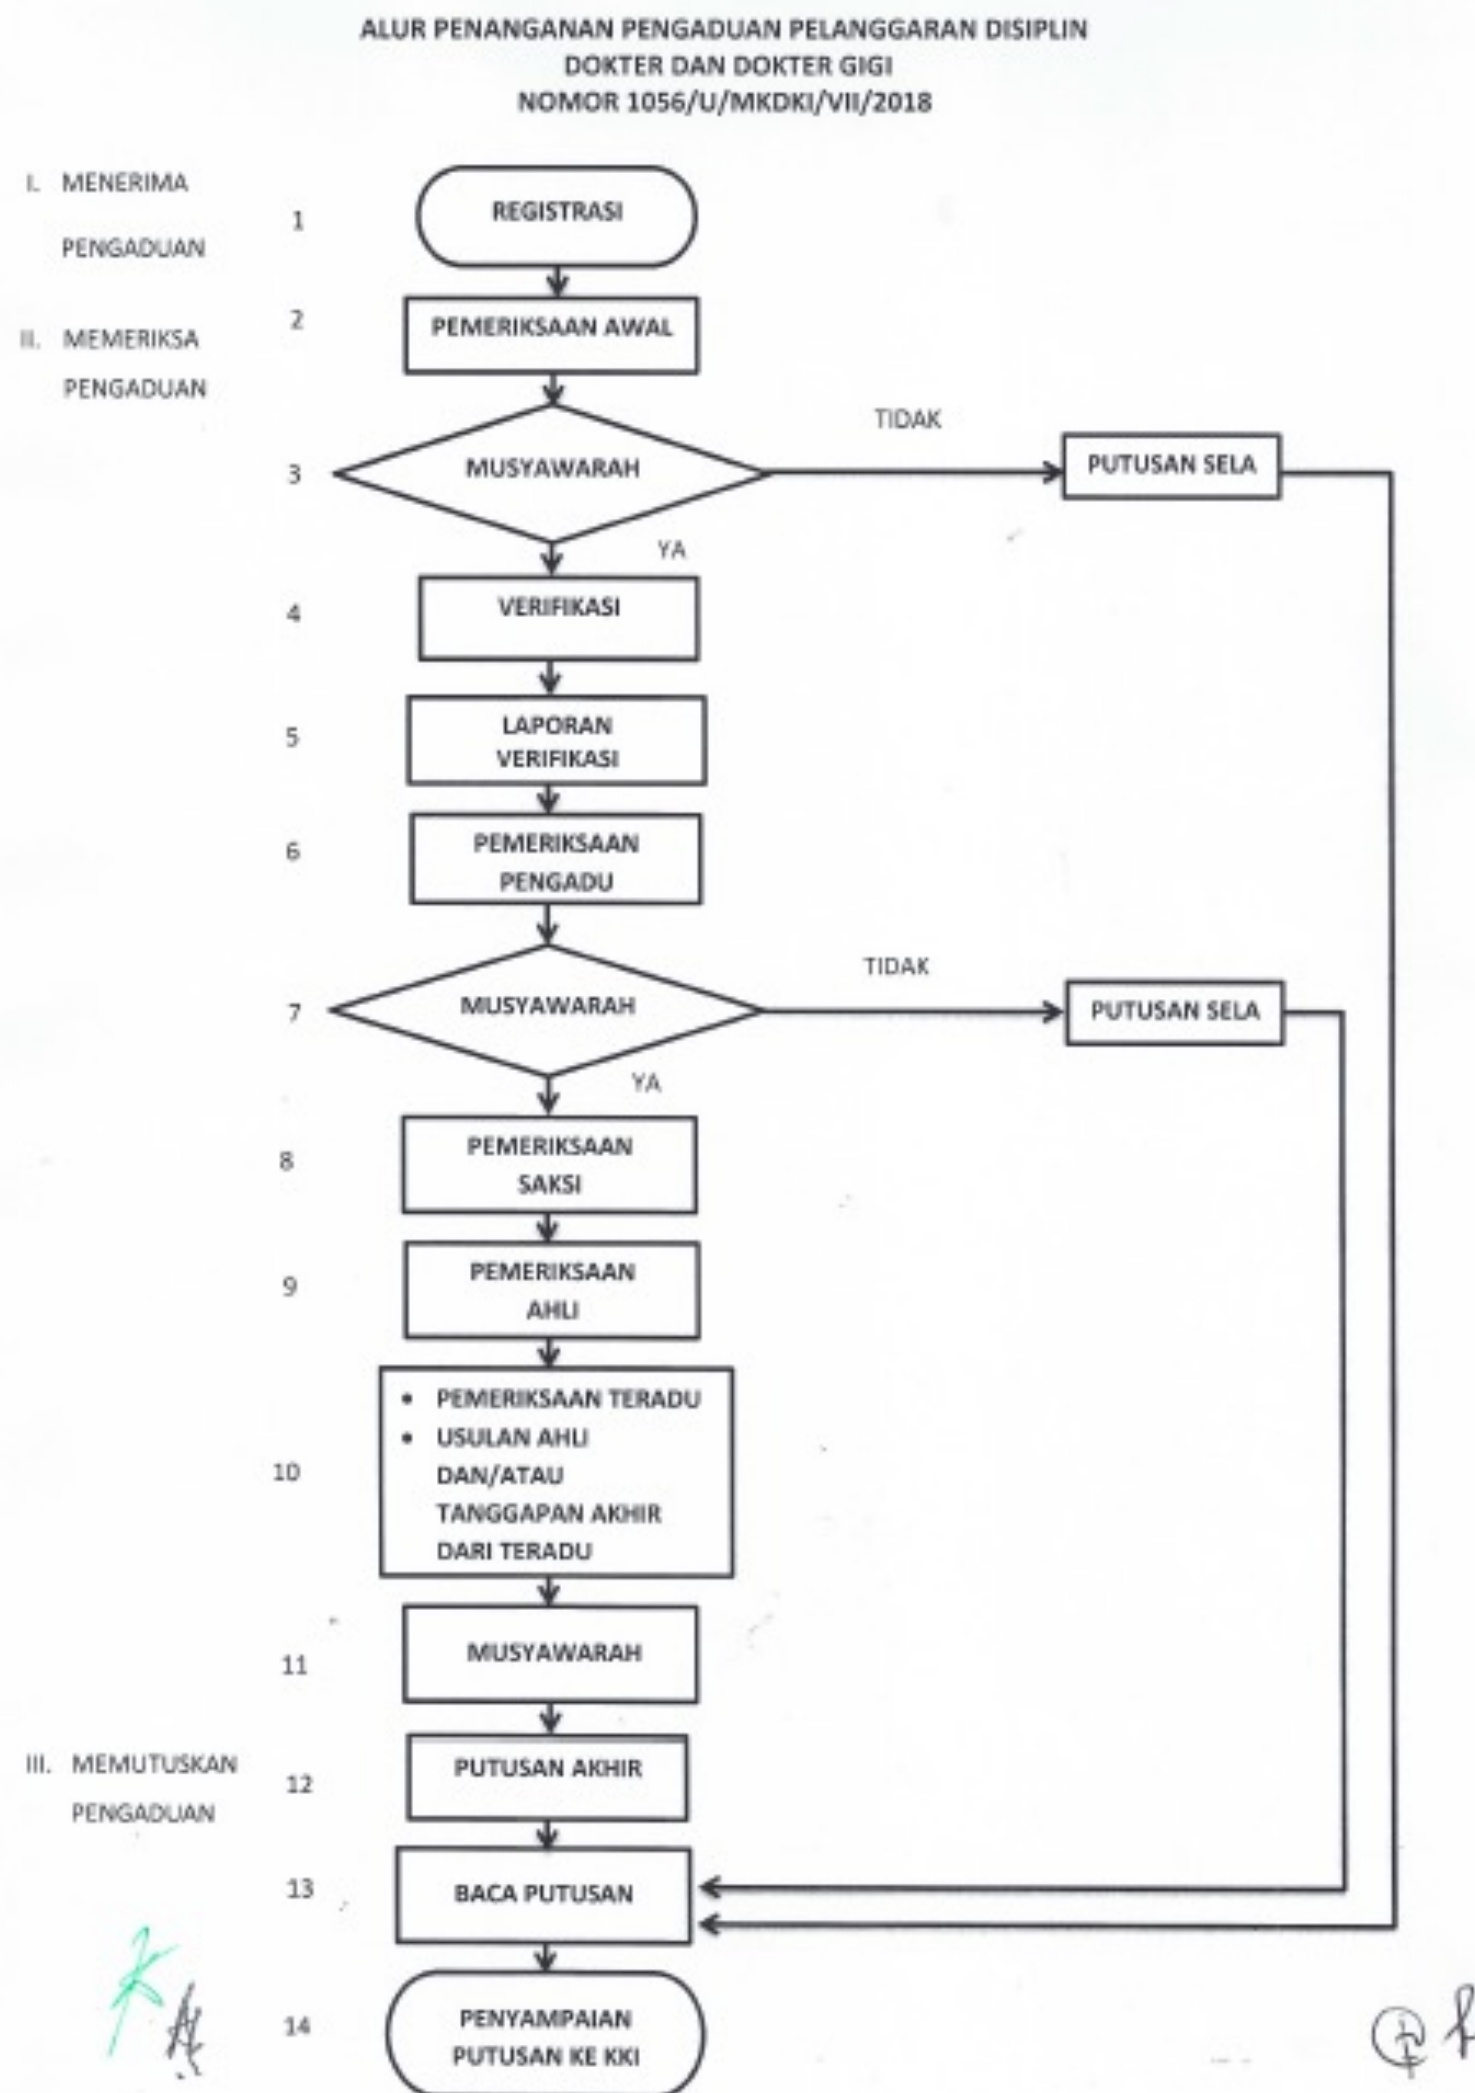 ALUR PENANGANAN PENGADUAN PELANGGARAN DISIPLIN
DOKTER DAN DOKTER GIGI
NOMOR 1056/U/MKDKI/VII/2018
I. MENERIMA
PENGADUAN
1
REGISTRASI
2
PEMERIKSAAN AWAL
II. MEMERIKSA
PENGADUAN
3
MUSYAWARAH
TIDAK
PUTUSAN SELA
YA
4
VERIFIKASI
5
LAPORAN
VERIFIKASI
6
PEMERIKSAAN
PENGADU
7
MUSYAWARAH
TIDAK
PUTUSAN SELA
YA
8
PEMERIKSAAN
SAKSI
9
PEMERIKSAAN
AHLI
10
• PEMERIKSAAN TERADU
• USULAN AHLI
DAN/ATAU
TANGGAPAN AKHIR
DARI TERADU
11
MUSYAWARAH
III. MEMUTUSKAN
PENGADUAN
12
PUTUSAN AKHIR
13
BACA PUTUSAN
14
PENYAMPAIAN
PUTUSAN KE KKI